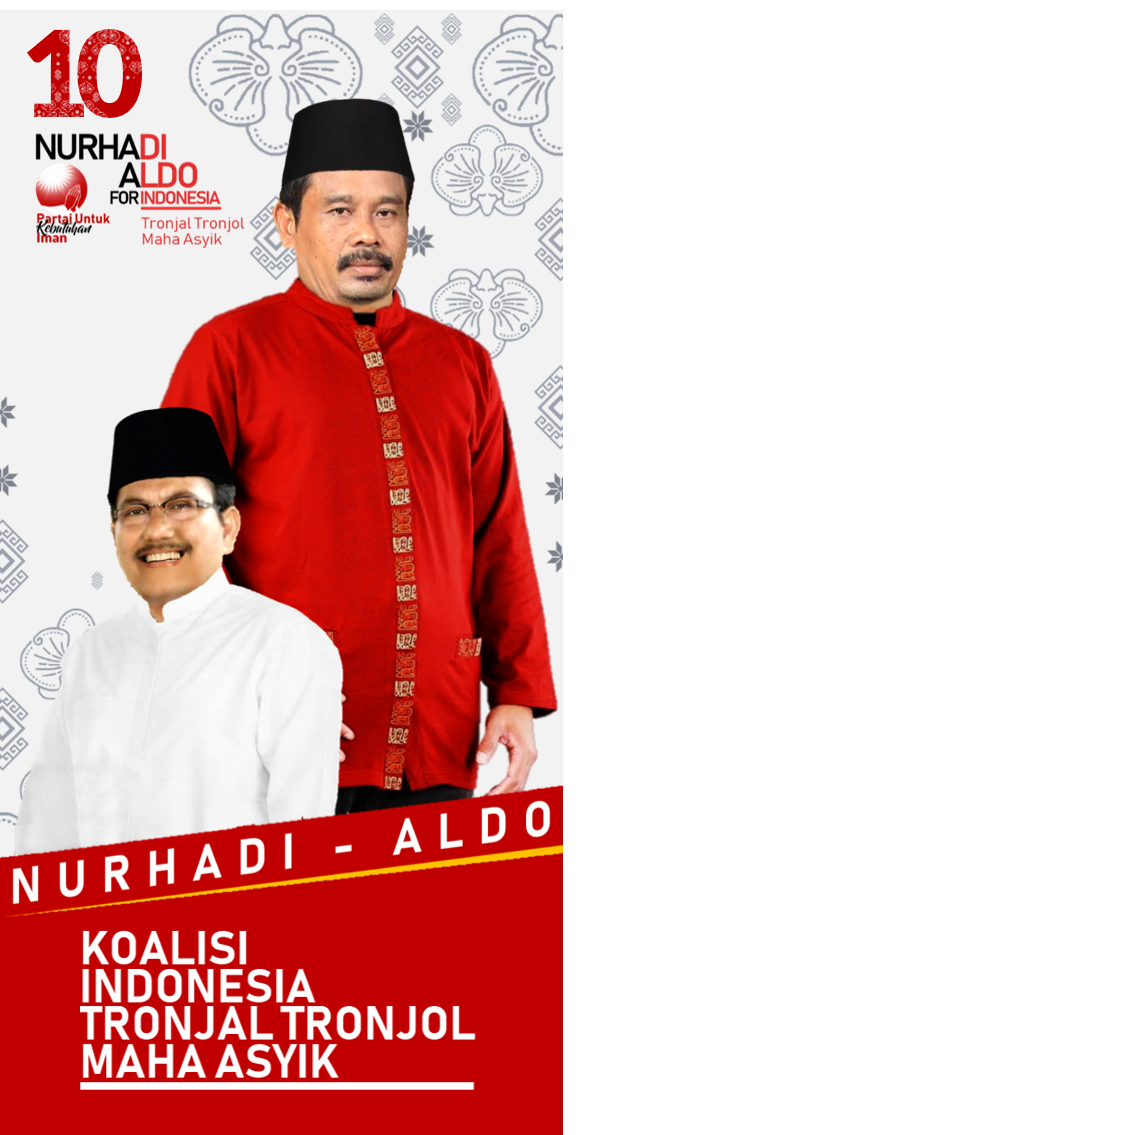 10
NURHADI
ALDO
FOR INDONESIA
Partai Untuk
Kebutuhan
Iman
Tronjal Tronjol
Maha Asyik
NURHADI - ALDO
KOALISI
INDONESIA
TRONJAL TRONJOL
MAHA ASYIK